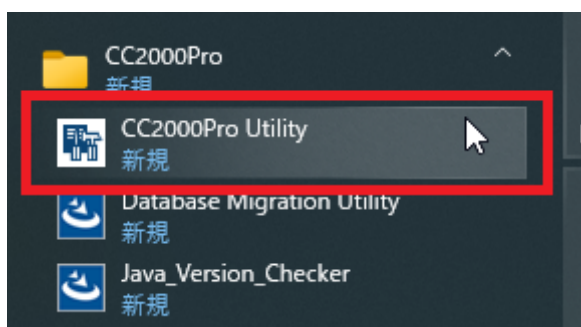 CC2000Pro
新規
CC2000Pro Utility
新規
Database Migration Utility
新規
Java_Version_Checker
新規